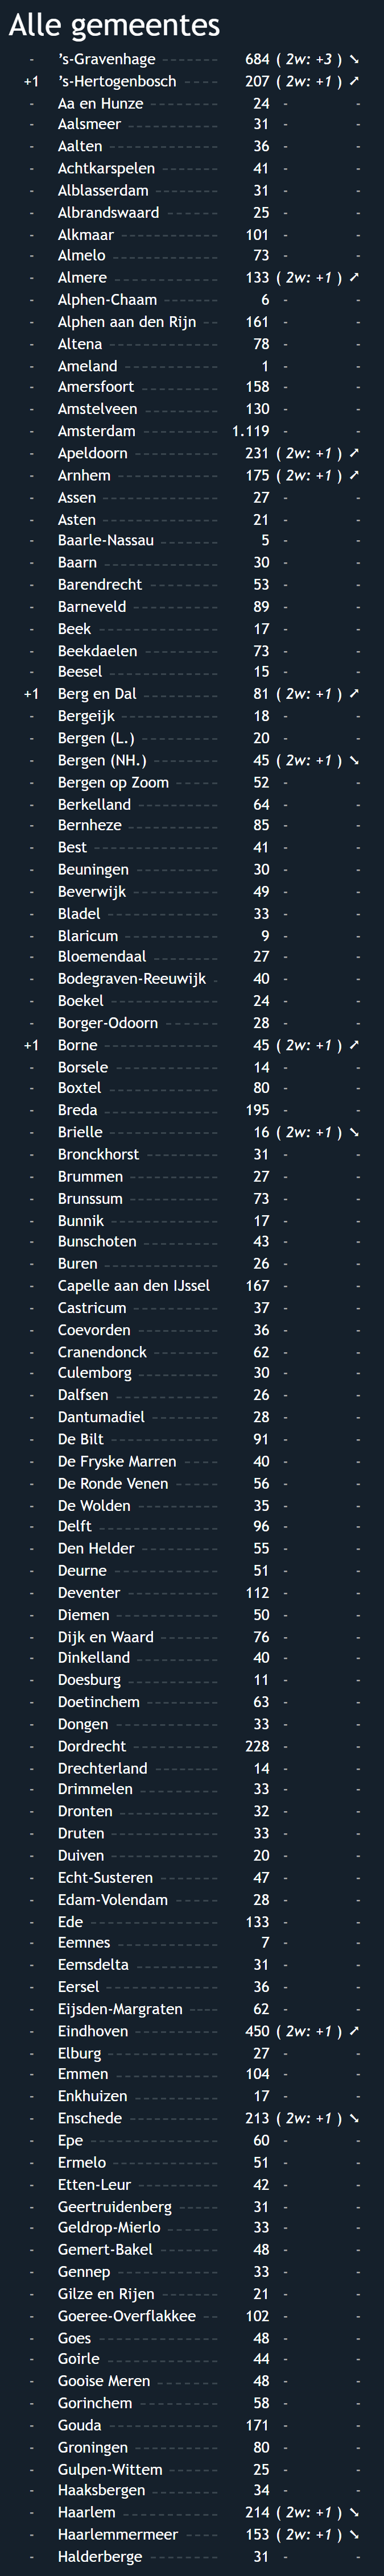 Alle gemeentes
- ’s-Gravenhage 684 ( 2w: +3 ) ↘
+1 ’s-Hertogenbosch 207 ( 2w: +1 ) ↗
- Aa en Hunze 24 - -
- Aalsmeer 31 - -
- Aalten 36 - -
- Achtkarspelen 41 - -
- Alblasserdam 31 - -
- Albrandswaard 25 - -
- Alkmaar 101 - -
- Almelo 73 - -
- Almere 133 ( 2w: +1 ) ↗
- Alphen-Chaam 6 - -
- Alphen aan den Rijn 161 - -
- Altena 78 - -
- Ameland 1 - -
- Amersfoort 158 - -
- Amstelveen 130 - -
- Amsterdam 1.119 - -
- Apeldoorn 231 ( 2w: +1 ) ↗
- Arnhem 175 ( 2w: +1 ) ↗
- Assen 27 - -
- Asten 21 - -
- Baarle-Nassau 5 - -
- Baarn 30 - -
- Barendrecht 53 - -
- Barneveld 89 - -
- Beek 17 - -
- Beekdaelen 73 - -
- Beesel 15 - -
+1 Berg en Dal 81 ( 2w: +1 ) ↗
- Bergeijk 18 - -
- Bergen (L.) 20 - -
- Bergen (NH.) 45 ( 2w: +1 ) ↘
- Bergen op Zoom 52 - -
- Berkelland 64 - -
- Bernheze 85 - -
- Best 41 - -
- Beuningen 30 - -
- Beverwijk 49 - -
- Bladel 33 - -
- Blaricum 9 - -
- Bloemendaal 27 - -
- Bodegraven-Reeuwijk 40 - -
- Boekel 24 - -
- Borger-Odoorn 28 - -
+1 Borne 45 ( 2w: +1 ) ↗
- Borsele 14 - -
- Boxtel 80 - -
- Breda 195 - -
- Brielle 16 ( 2w: +1 ) ↘
- Bronckhorst 31 - -
- Brummen 27 - -
- Brunssum 73 - -
- Bunnik 17 - -
- Bunschoten 43 - -
- Buren 26 - -
- Capelle aan den IJssel 167 - -
- Castricum 37 - -
- Coevorden 36 - -
- Cranendonck 62 - -
- Culemborg 30 - -
- Dalfsen 26 - -
- Dantumadiel 28 - -
- De Bilt 91 - -
- De Fryske Marren 40 - -
- De Ronde Venen 56 - -
- De Wolden 35 - -
- Delft 96 - -
- Den Helder 55 - -
- Deurne 51 - -
- Deventer 112 - -
- Diemen 50 - -
- Dijk en Waard 76 - -
- Dinkelland 40 - -
- Doesburg 11 - -
- Doetinchem 63 - -
- Dongen 33 - -
- Dordrecht 228 - -
- Drechterland 14 - -
- Drimmelen 33 - -
- Dronten 32 - -
- Druten 33 - -
- Duiven 20 - -
- Echt-Susteren 47 - -
- Edam-Volendam 28 - -
- Ede 133 - -
- Eemnes 7 - -
- Eemsdelta 31 - -
- Eersel 36 - -
- Eijsden-Margraten 62 - -
- Eindhoven 450 ( 2w: +1 ) ↗
- Elburg 27 - -
- Emmen 104 - -
- Enkhuizen 17 - -
- Enschede 213 ( 2w: +1 ) ↘
- Epe 60 - -
- Ermelo 51 - -
- Etten-Leur 42 - -
- Geertruidenberg 31 - -
- Geldrop-Mierlo 33 - -
- Gemert-Bakel 48 - -
- Gennep 33 - -
- Gilze en Rijen 21 - -
- Goeree-Overflakkee 102 - -
- Goes 48 - -
- Goirle 44 - -
- Gooise Meren 48 - -
- Gorinchem 58 - -
- Gouda 171 - -
- Groningen 80 - -
- Gulpen-Wittem 25 - -
- Haaksbergen 34 - -
- Haarlem 214 ( 2w: +1 ) ↘
- Haarlemmermeer 153 ( 2w: +1 ) ↘
- Halderberge 31 - -